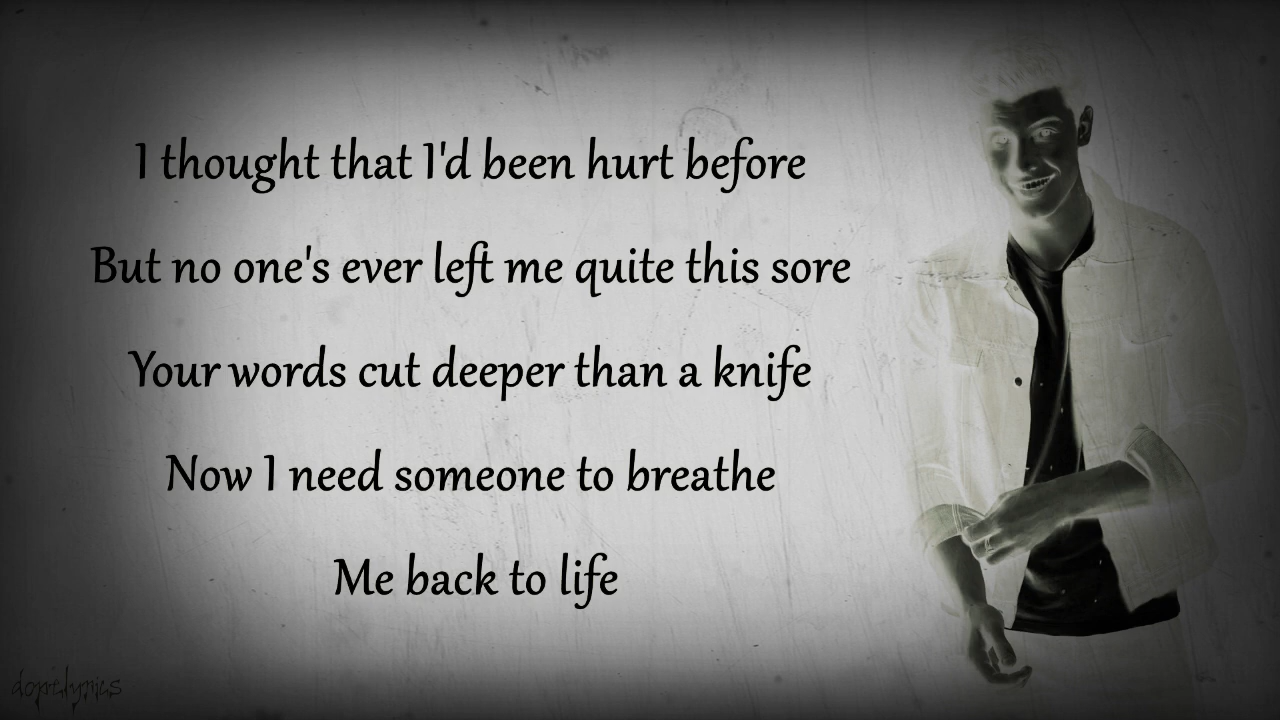 I thought that I'd been hurt before
But no one's ever left me quite this sore
Your words cut deeper than a knife
Now I need someone to breathe
Me back to life